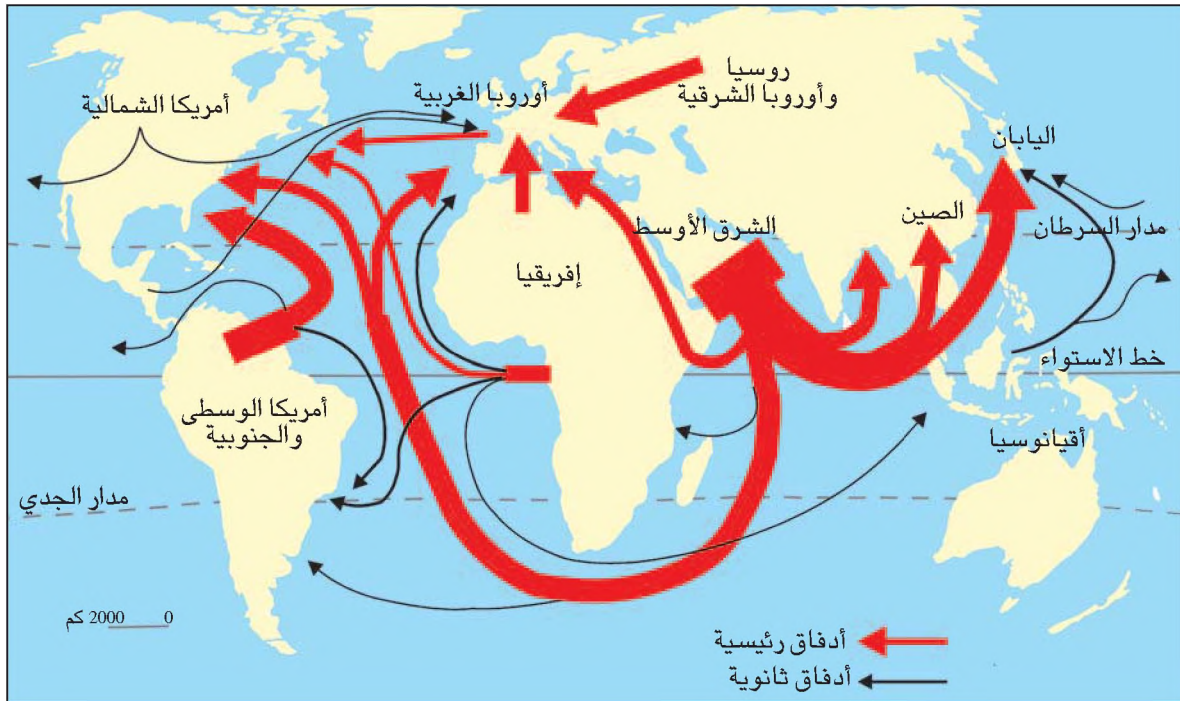 روسيا
وأوروبا الشرقية
أوروبا الغربية
أمريكا الشمالية
اليابان
الصين
مدار السرطان
الشرق الأوسط
إفريقيا
خط الاستواء
أمريكا الوسطى
والجنوبية
أقيانوسيا
مدار الجدي
0 2000 كم
أدفاق رئيسية
أدفاق ثانوية